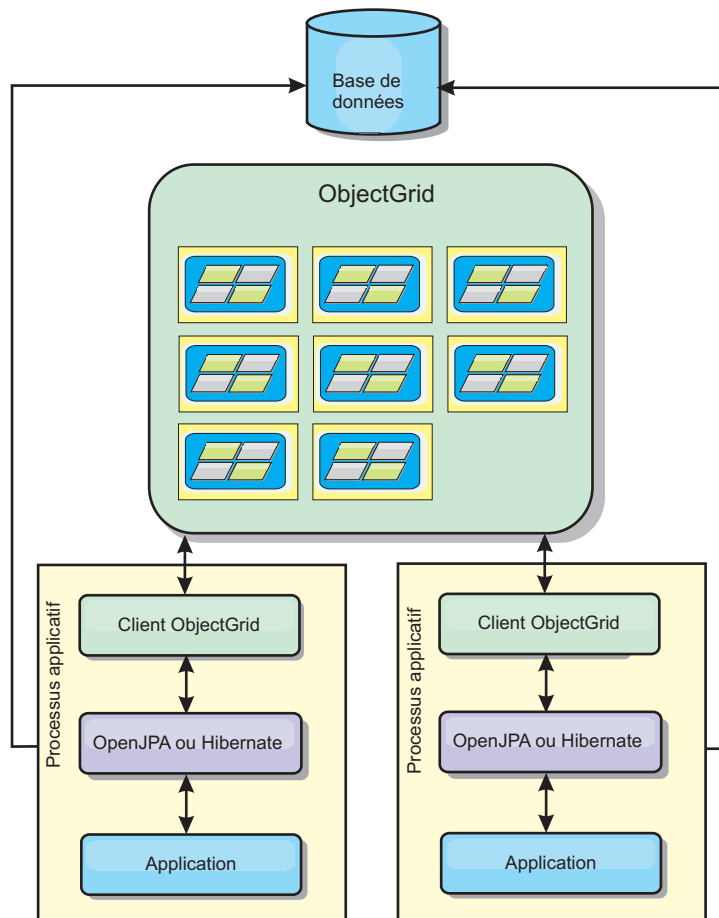 Base de
données
ObjectGrid
Processus applicatif
Client ObjectGrid
OpenJPA ou Hibernate
Application
Processus applicatif
Client ObjectGrid
OpenJPA ou Hibernate
Application